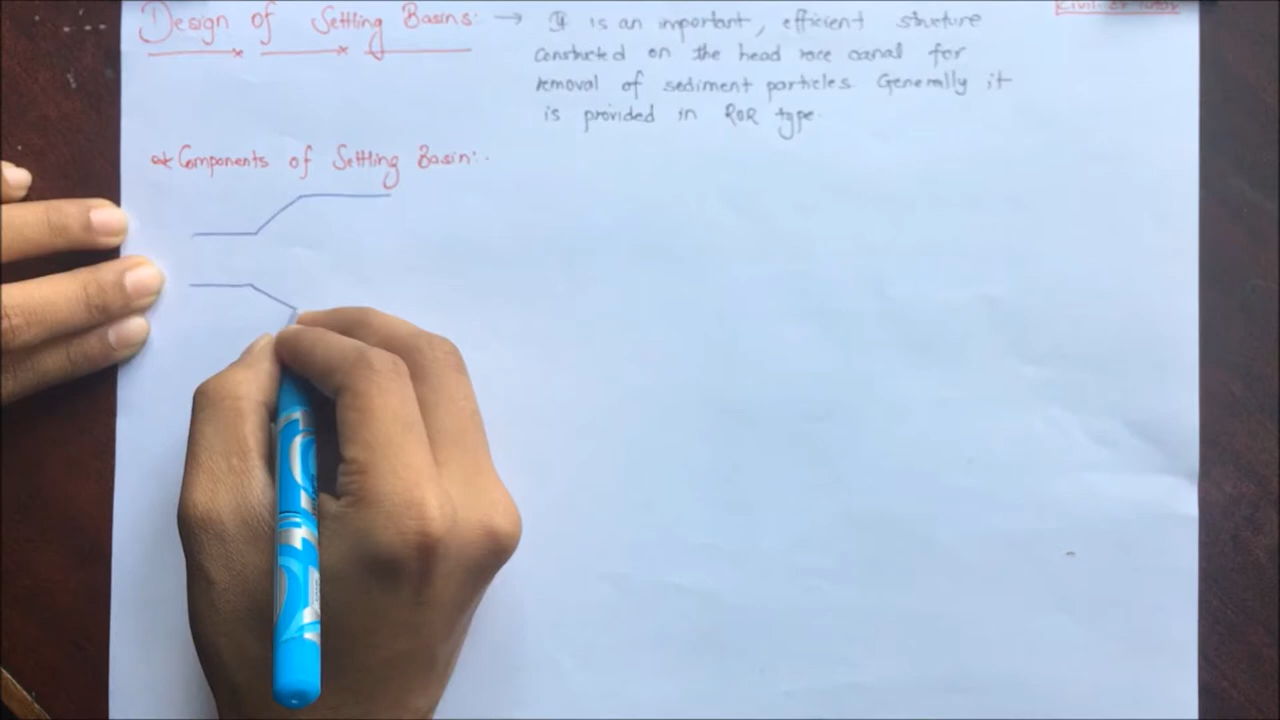 Design of Settling Basins: → It is an important, efficient structure
constructed on the head race canal for
removal of sediment particles. Generally it
is provided in ROR type.
* Components of Settling Basin:-